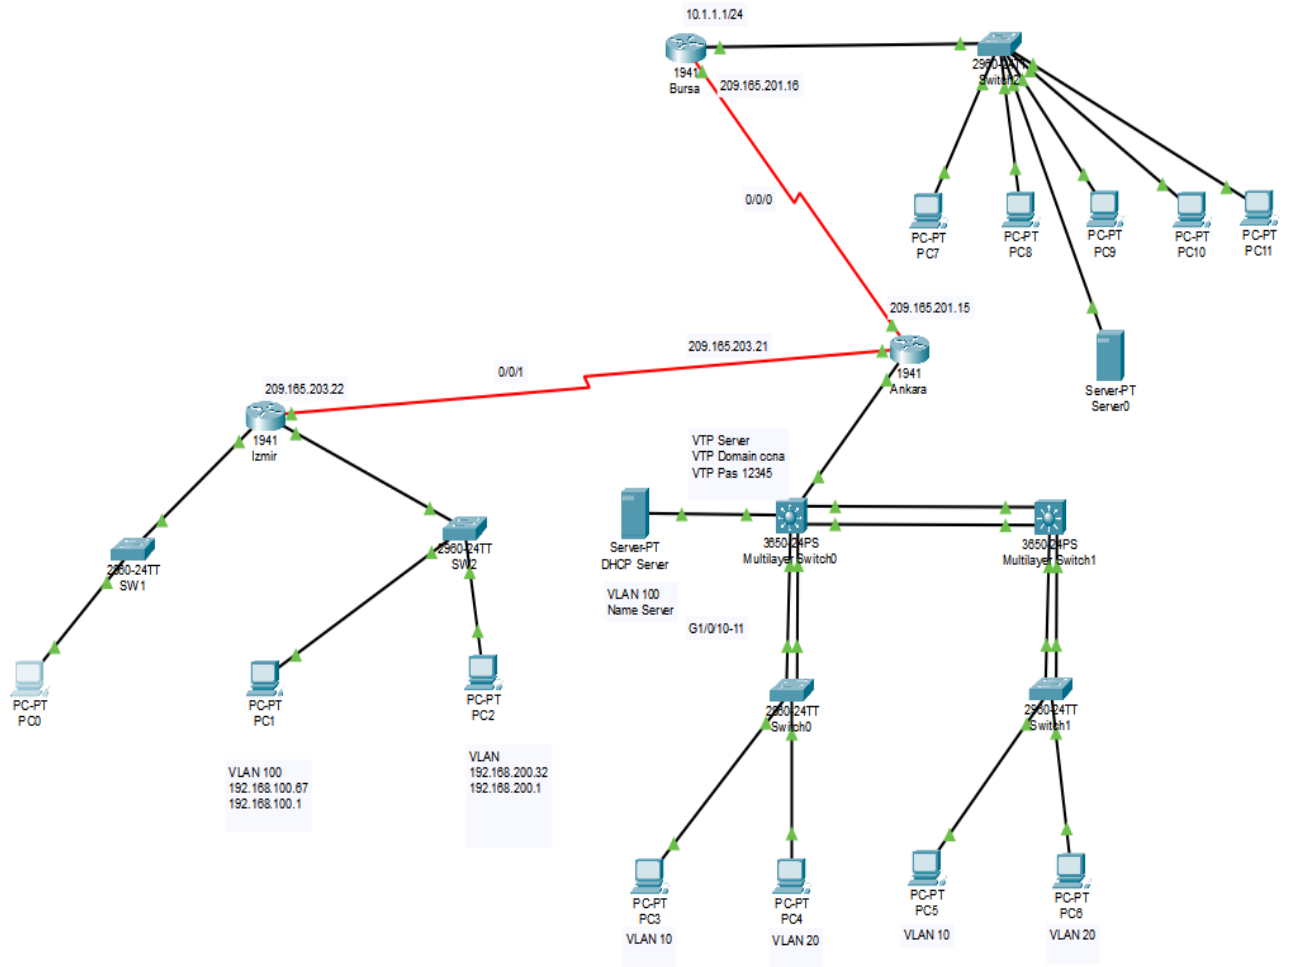 10.1.1.1/24
1941
Bursa
209.165.201.16
2960-24TT
Switch2
0/0/0
PC-PT
PC7
PC-PT
PC8
PC-PT
PC9
PC-PT
PC10
PC-PT
PC11
209.165.201.15
209.165.203.21
0/0/1
1941
Ankara
Server-PT
Server0
209.165.203.22
1941
Izmir
VTP Server
VTP Domain ccna
VTP Pas 12345
2960-24TT
SW1
2960-24TT
SW2
Server-PT
DHCP Server
3650-24PS
Multilayer Switch0
3650-24PS
Multilayer Switch1
VLAN 100
Name Server
G1/0/10-11
PC-PT
PC0
PC-PT
PC1
PC-PT
PC2
2960-24TT
Switch0
2960-24TT
Switch1
VLAN 100
192.168.100.67
192.168.100.1
VLAN
192.168.200.32
192.168.200.1
PC-PT
PC3
VLAN 10
PC-PT
PC4
VLAN 20
PC-PT
PC5
VLAN 10
PC-PT
PC6
VLAN 20